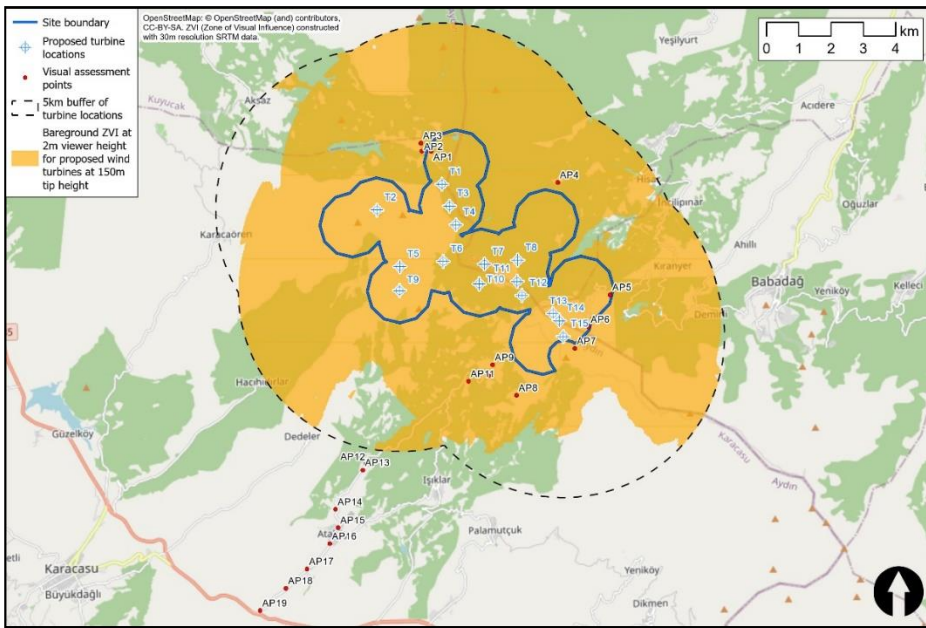 Site boundary
Proposed turbine
locations
Visual assessment
points
5km buffer of
turbine locations
Bareground ZVI at
2m viewer height
for proposed wind
turbines at 150m
tip height
OpenStreetMap: © OpenStreetMap (and) contributors,
CC-BY-SA. ZVI (Zone of Visual Influence) constructed
with 30m resolution SRTM data.
km
0 1 2 3 4
Yeşilyurt
Aksaz
Kuyucak
Acıdere
AP3
AP2
AP1
T1
AP4
Hisar
T2
T3
İncilipınar
Oğuzlar
T4
Karacaören
Ahıllı
T5
T6
T7
T8
Kıranyer
T11
Babadağ
Kelleci
T9
T10
T12
AP5
Yeniköy
T13
T14
T15
AP6
5
AP7
AP9
AP11
AP8
Güzelköy
Dedeler
Karacasu
Aydın
AP12
AP13
Işıklar
AP14
AP15
AP16
Palamutçuk
AP17
Karacasu
AP18
Yeniköy
Büyükdağlı
AP19
Dikmen